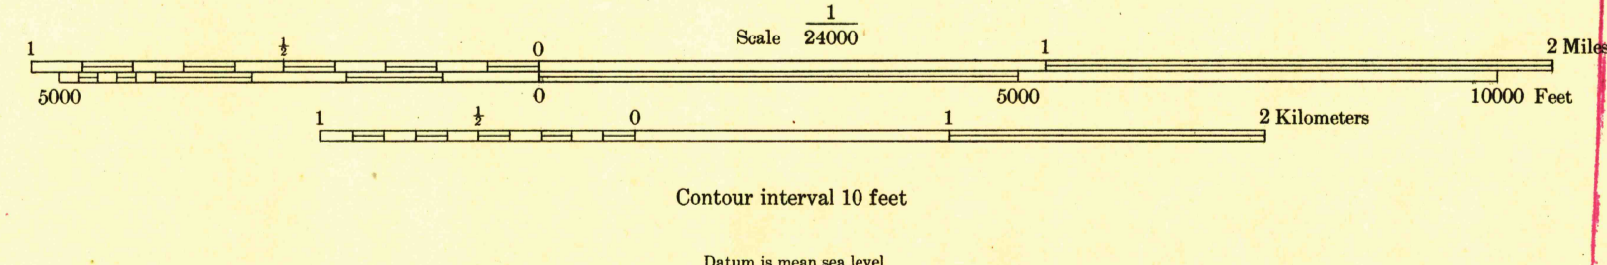 Scale 1/24000
1 ½ 0 1 2 Miles
5000 0 5000 10000 Feet
1 ½ 0 1 2 Kilometers
Contour interval 10 feet
Datum is mean sea level